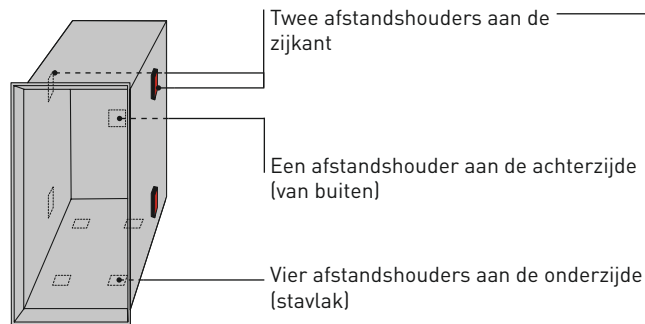 Twee afstandshouders aan de
zijkant
Een afstandshouder aan de achterzijde
(van buiten)
Vier afstandshouders aan de onderzijde
(stavlak)